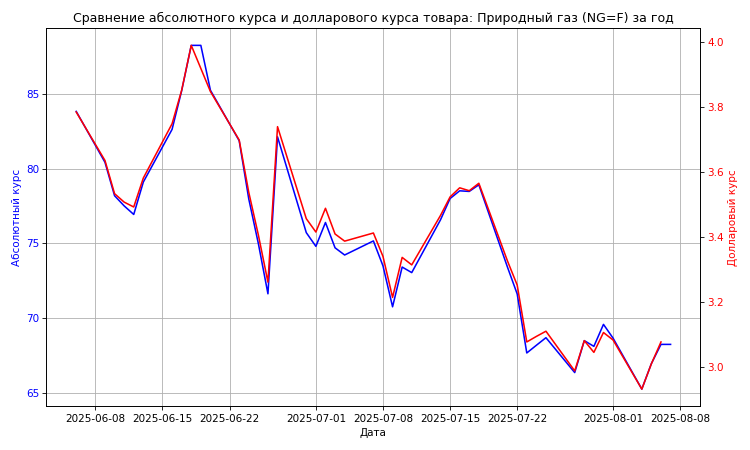 Сравнение абсолютного курса и долларового курса товара: Природный газ (NG=F) за год
85
80
75
70
65
Абсолютный курс
4.0
3.8
3.6
3.4
3.2
3.0
Долларовый курс
2025-06-08 2025-06-15 2025-06-22 2025-07-01 2025-07-08 2025-07-15 2025-07-22 2025-08-01 2025-08-08
Дата